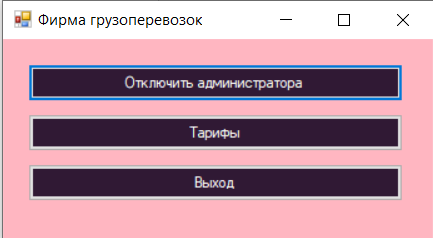 Фирма грузоперевозок
Отключить администратора
Тарифы
Выход